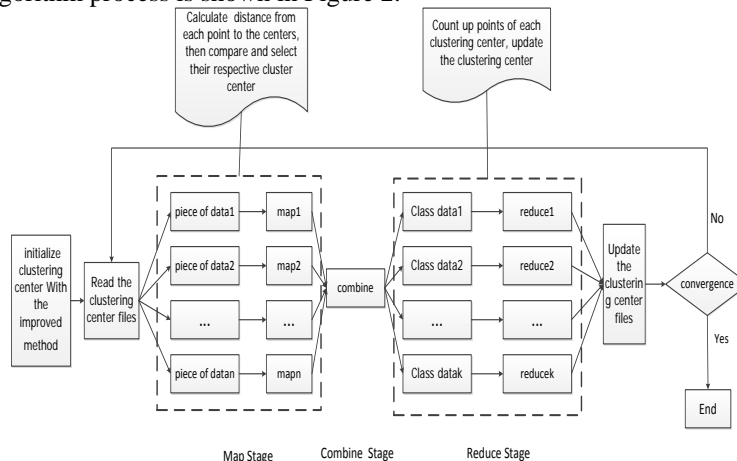 gorithm process is shown in Figure 2.
Calculate distance from
each point to the centers,
then compare and select
their respective cluster
center
Count up points of each
clustering center, update
the clustering center
initialize
clustering
center With
the
improved
method
Read the
clustering
center files
piece of data1
map1
piece of data2
map2
...
...
piece of datan
mapn
combine
Class data1
reduce1
Class data2
reduce2
...
...
Class datak
reducek
Update
the
clusterin
g center
files
convergence
No
Yes
End
Map Stage
Combine Stage
Reduce Stage